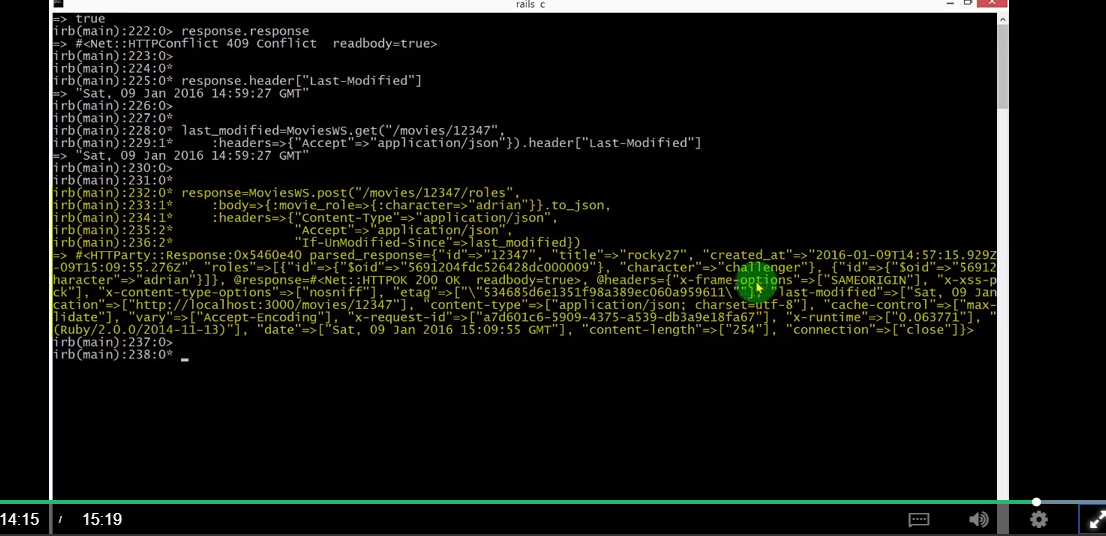 rails c
=> true
irb(main):222:0> response.response
=> #<Net::HTTPConflict 409 Conflict  readbody=true>
irb(main):223:0>
irb(main):224:0*
irb(main):225:0* response.header["Last-Modified"]
=> "Sat, 09 Jan 2016 14:59:27 GMT"
irb(main):226:0>
irb(main):227:0*
irb(main):228:0* last_modified=MoviesWS.get("/movies/12347",
irb(main):229:1*     :headers=>{"Accept"=>"application/json"}).header["Last-Modified"]
=> "Sat, 09 Jan 2016 14:59:27 GMT"
irb(main):230:0>
irb(main):231:0*
irb(main):232:0* response=MoviesWS.post("/movies/12347/roles",
irb(main):233:1*     :body=>{:movie_role=>{:character=>"adrian"}}.to_json,
irb(main):234:1*     :headers=>{"Content-Type"=>"application/json",
irb(main):235:2*                "Accept"=>"application/json",
irb(main):236:2*                "If-UnModified-Since"=>last_modified})
=> #<HTTParty::Response:0x5460e40 parsed_response={"id"=>"12347", "title"=>"rocky27", "created_at"=>"2016-01-09T14:57:15.929Z
-09T15:09:55.276Z", "roles"=>[{"id"=>{"$oid"=>"5691204fdc526428dc000009"}, "character"=>"challenger"}, {"id"=>{"$oid"=>"56912
haracter"=>"adrian"}]}, @response=#<Net::HTTPOK 200 OK  readbody=true>, @headers={"x-frame-options"=>["SAMEORIGIN"], "x-xss-p
ck"], "x-content-type-options"=>["nosniff"], "etag"=>["\"534685d6e1351f98a389ec060a959611\""], "last-modified"=>["Sat, 09 Jan
cation"=>["http://localhost:3000/movies/12347"], "content-type"=>["application/json; charset=utf-8"], "cache-control"=>["max-
lidate"], "vary"=>["Accept-Encoding"], "x-request-id"=>["a7d601c6-5909-4375-a539-db3a9e18fa67"], "x-runtime"=>["0.063771"], "
(Ruby/2.0.0/2014-11-13)"], "date"=>["Sat, 09 Jan 2016 15:09:55 GMT"], "content-length"=>["254"], "connection"=>["close"]}>
irb(main):237:0>
irb(main):238:0* _
14:15 / 15:19